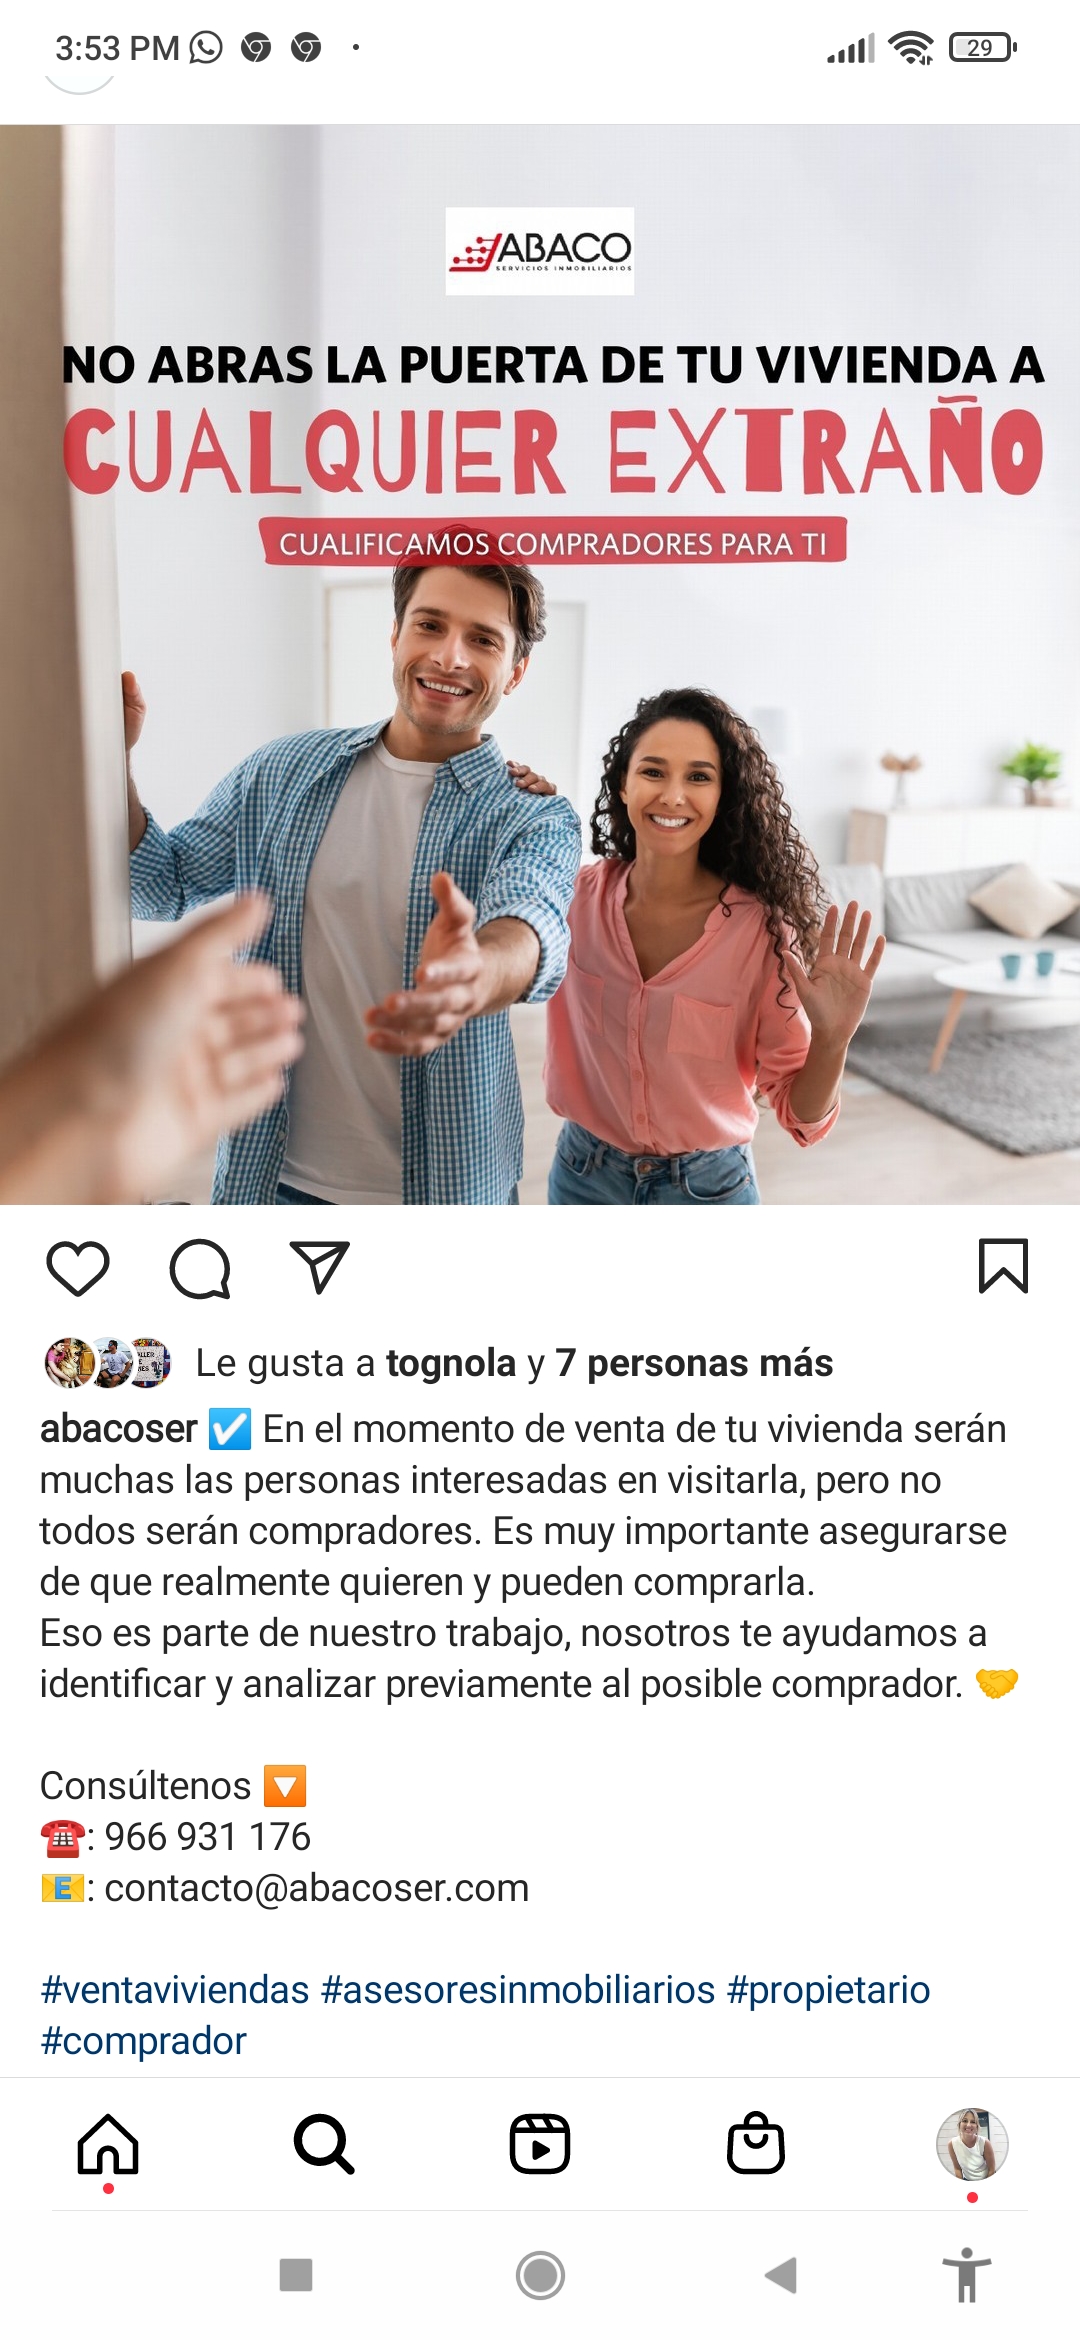 3:53 PM
29
ABACO
SERVICIOS INMOBILIARIOS
NO ABRAS LA PUERTA DE TU VIVIENDA A
CUALQUIER EXTRAÑO
CUALIFICAMOS COMPRADORES PARA TI
Le gusta a tognola y 7 personas más
abacoser ☑️ En el momento de venta de tu vivienda serán
muchas las personas interesadas en visitarla, pero no
todos serán compradores. Es muy importante asegurarse
de que realmente quieren y pueden comprarla.
Eso es parte de nuestro trabajo, nosotros te ayudamos a
identificar y analizar previamente al posible comprador. 🤝
Consúltenos 🔽
☎️: 966 931 176
📧: contacto@abacoser.com
#ventaviviendas #asesoresinmobiliarios #propietario
#comprador